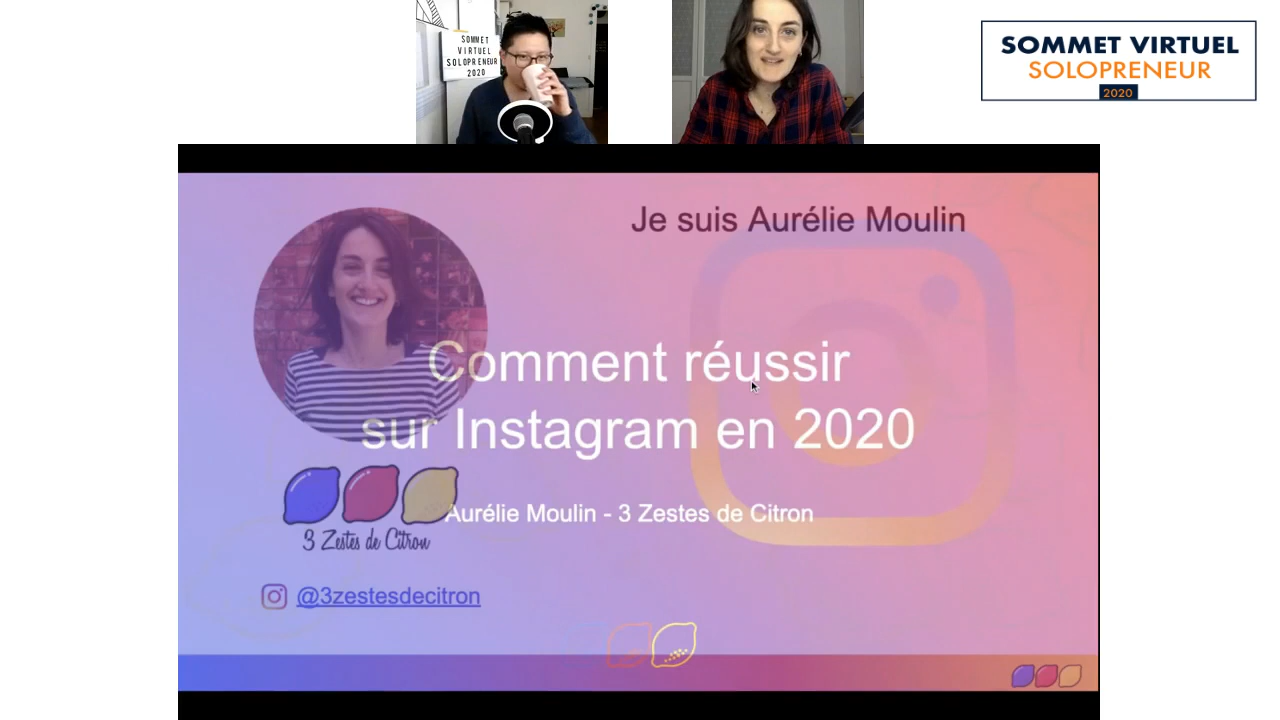 SOMMET
VIRTUEL
SOLOPRENEUR
2020
SOMMET VIRTUEL
SOLOPRENEUR
2020
Je suis Aurélie Moulin
Comment réussir
sur Instagram en 2020
Aurélie Moulin - 3 Zestes de Citron
3 Zestes de Citron
@3zestesdecitron